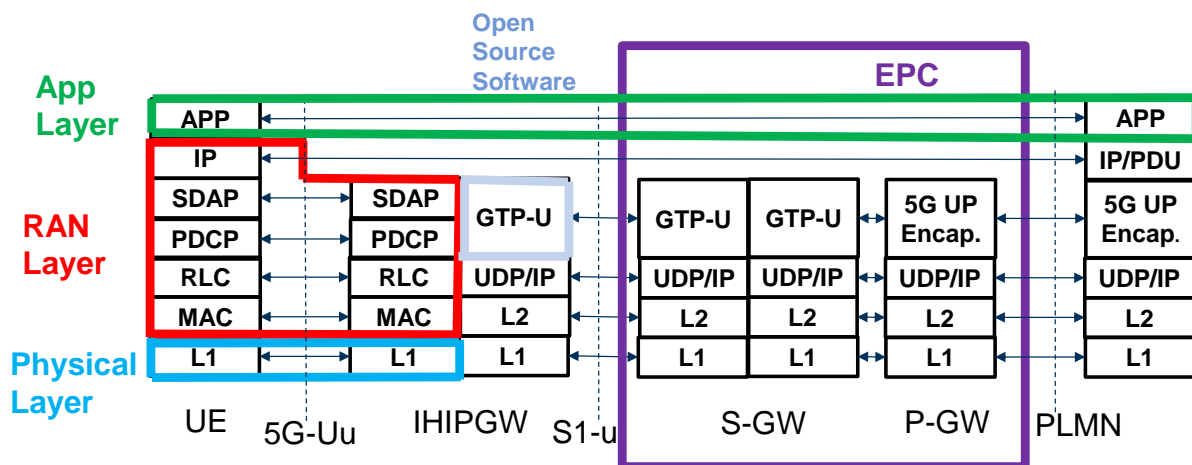 Open
Source
Software
EPC
App
Layer
APP
APP
IP
IP/PDU
RAN
Layer
SDAP
SDAP
GTP-U
GTP-U
GTP-U
5G UP
Encap.
5G UP
Encap.
PDCP
PDCP
RLC
RLC
UDP/IP
UDP/IP
UDP/IP
UDP/IP
UDP/IP
MAC
MAC
L2
L2
L2
L2
L2
Physical
Layer
L1
L1
L1
L1
L1
L1
L1
UE
5G-Uu
IHIPGW
S1-u
S-GW
P-GW
PLMN